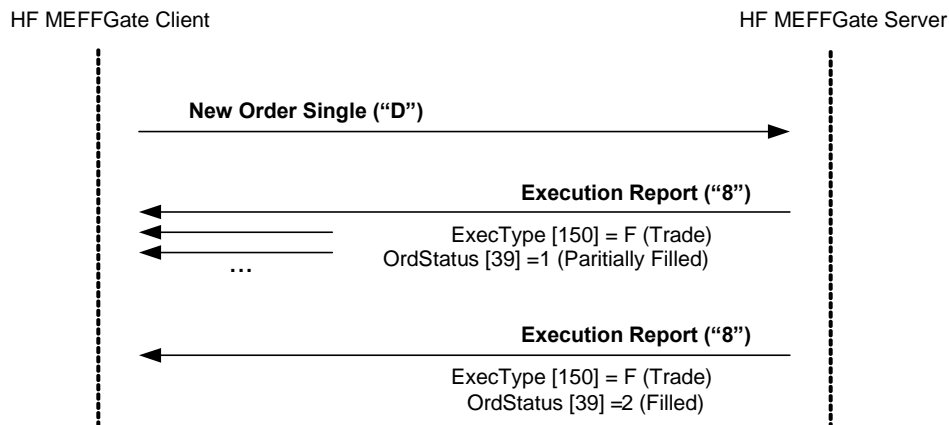 HF MEFFGate Client
HF MEFFGate Server
New Order Single (“D”)
Execution Report (“8”)
ExecType [150] = F (Trade)
OrdStatus [39] =1 (Paritially Filled)
...
Execution Report (“8”)
ExecType [150] = F (Trade)
OrdStatus [39] =2 (Filled)